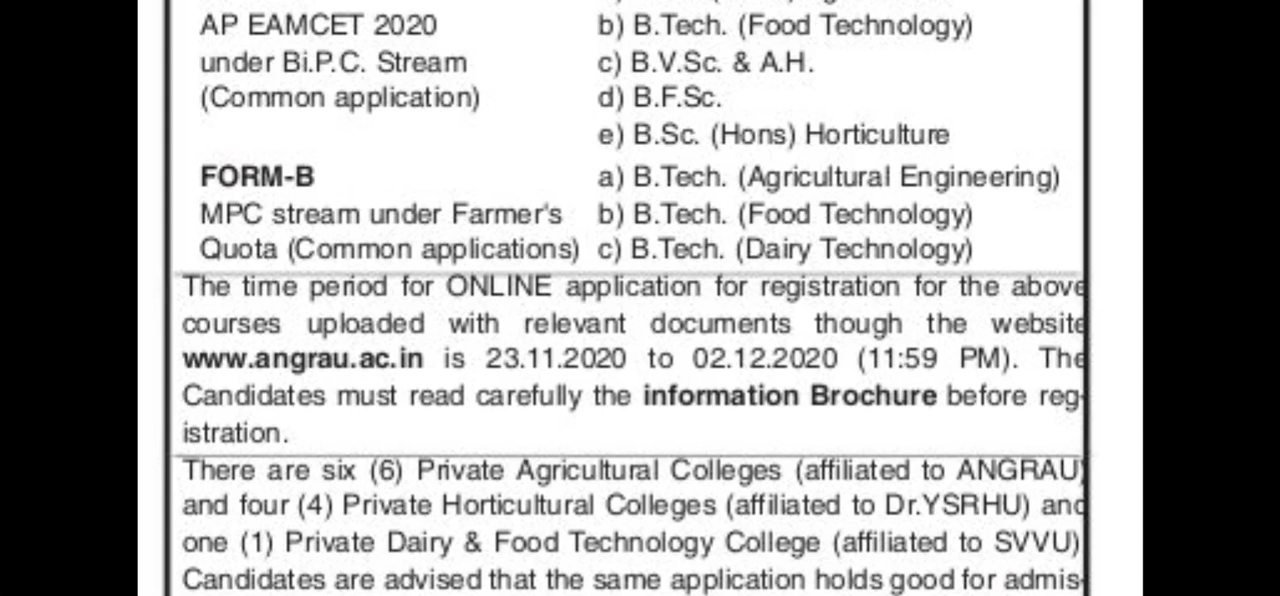 AP EAMCET 2020 b) B.Tech. (Food Technology)
under Bi.P.C. Stream c) B.V.Sc. & A.H.
(Common application) d) B.F.Sc.
e) B.Sc. (Hons) Horticulture
FORM-B a) B.Tech. (Agricultural Engineering)
MPC stream under Farmer's b) B.Tech. (Food Technology)
Quota (Common applications) c) B.Tech. (Dairy Technology)
The time period for ONLINE application for registration for the above
courses uploaded with relevant documents though the website
www.angrau.ac.in is 23.11.2020 to 02.12.2020 (11:59 PM). The
Candidates must read carefully the information Brochure before reg-
istration.
There are six (6) Private Agricultural Colleges (affiliated to ANGRAU)
and four (4) Private Horticultural Colleges (affiliated to Dr.YSRHU) and
one (1) Private Dairy & Food Technology College (affiliated to SVVU)
Candidates are advised that the same application holds good for admis-